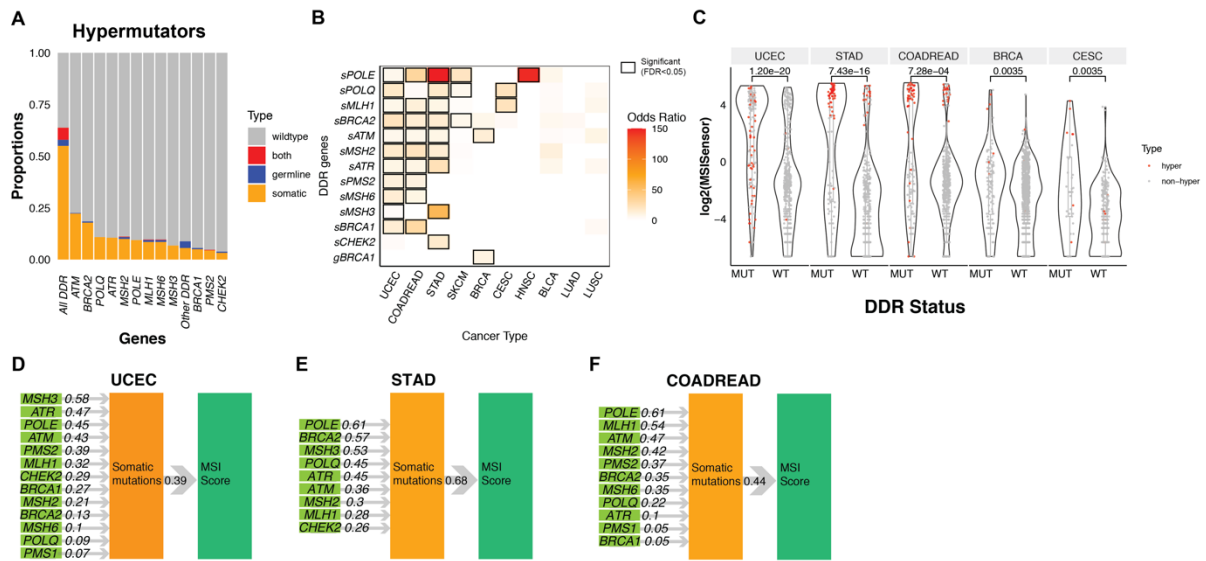 A
Hypermutators
1.00
0.75
0.50
0.25
0.00
Proportions
All DDR
ATM
BRCA2
POLQ
ATR
MSH2
POLE
MLH1
MSH6
MSH3
Other DDR
BRCA1
PMS2
CHEK2
Genes
Type
wildtype
both
germline
somatic
B
sPOLE
sPOLQ
sMLH1
sBRCA2
sATM
sMSH2
sATR
sPMS2
sMSH6
sMSH3
sBRCA1
sCHEK2
gBRCA1
DDR genes
UCEC
COADREAD
STAD
SKCM
BRCA
CESC
HNSC
BLCA
LUAD
LUSC
Cancer Type
Significant
(FDR<0.05)
Odds Ratio
150
100
50
0
C
UCEC
STAD
COADREAD
BRCA
CESC
1.20e-20
7.43e-16
7.28e-04
0.0035
0.0035
4
0
-4
log2(MSISensor)
MUT WT
MUT WT
MUT WT
MUT WT
MUT WT
DDR Status
Type
hyper
non-hyper
D
UCEC
MSH3 0.58
ATR 0.47
POLE 0.45
ATM 0.43
PMS2 0.39
MLH1 0.32
CHEK2 0.29
BRCA1 0.27
MSH2 0.21
BRCA2 0.13
MSH6 0.1
POLQ 0.09
PMS1 0.07
Somatic
mutations
0.39
MSI
Score
E
STAD
POLE 0.61
BRCA2 0.57
MSH3 0.53
POLQ 0.45
ATR 0.45
ATM 0.36
MSH2 0.3
MLH1 0.28
CHEK2 0.26
Somatic
mutations
0.68
MSI
Score
F
COADREAD
POLE 0.61
MLH1 0.54
ATM 0.47
MSH2 0.42
PMS2 0.37
BRCA2 0.35
MSH6 0.35
POLQ 0.22
ATR 0.1
PMS1 0.05
BRCA1 0.05
Somatic
mutations
0.44
MSI
Score